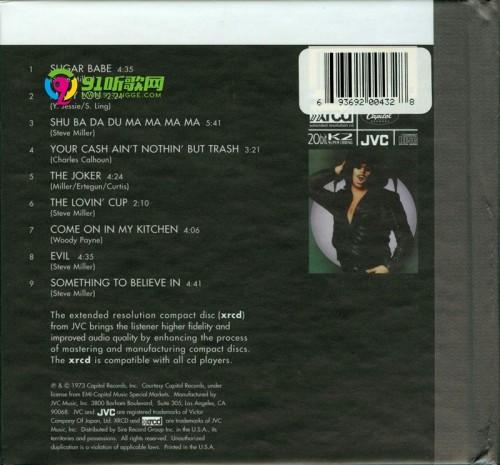 1 SUGAR BABE 4:35
2 2:24
91听歌网
(Y. Jessie/S. Ling)
3 SHU BA DA DU MA MA MA MA 5:41
(Steve Miller)
4 YOUR CASH AIN'T NOTHIN' BUT TRASH 3:21
(Charles Calhoun)
5 THE JOKER 4:24
(Miller/Ertegun/Curtis)
6 THE LOVIN' CUP 2:10
(Steve Miller)
7 COME ON IN MY KITCHEN 4:06
(Woody Payne)
8 EVIL 4:35
(Steve Miller)
9 SOMETHING TO BELIEVE IN 4:41
(Steve Miller)
The extended resolution compact disc (xrcd)
from JVC brings the listener higher fidelity and
improved audio quality by enhancing the process
of mastering and manufacturing compact discs.
The xrcd is compatible with all cd players.
℗ & © 1973 Capitol Records, Inc. Courtesy Capitol Records, under
license from EMI-Capitol Music Special Markets. Manufactured by
JVC Music, Inc. 3800 Barham Boulevard, Suite 305, Los Angeles, CA
90068. JVC and JVC are registered trademarks of Victor
Company Of Japan, Ltd. XRCD and xrcd are trademarks of JVC
Music, Inc. Distributed by Sire Record Group Inc. in the U.S.A., its
territories and possessions. All rights reserved. Unauthorized
duplication is a violation of applicable laws. Printed in the U.S.A.
6 93692 00432 8
xrcd
extended resolution cd
Capitol
20bit K2
SUPER CODING
JVC